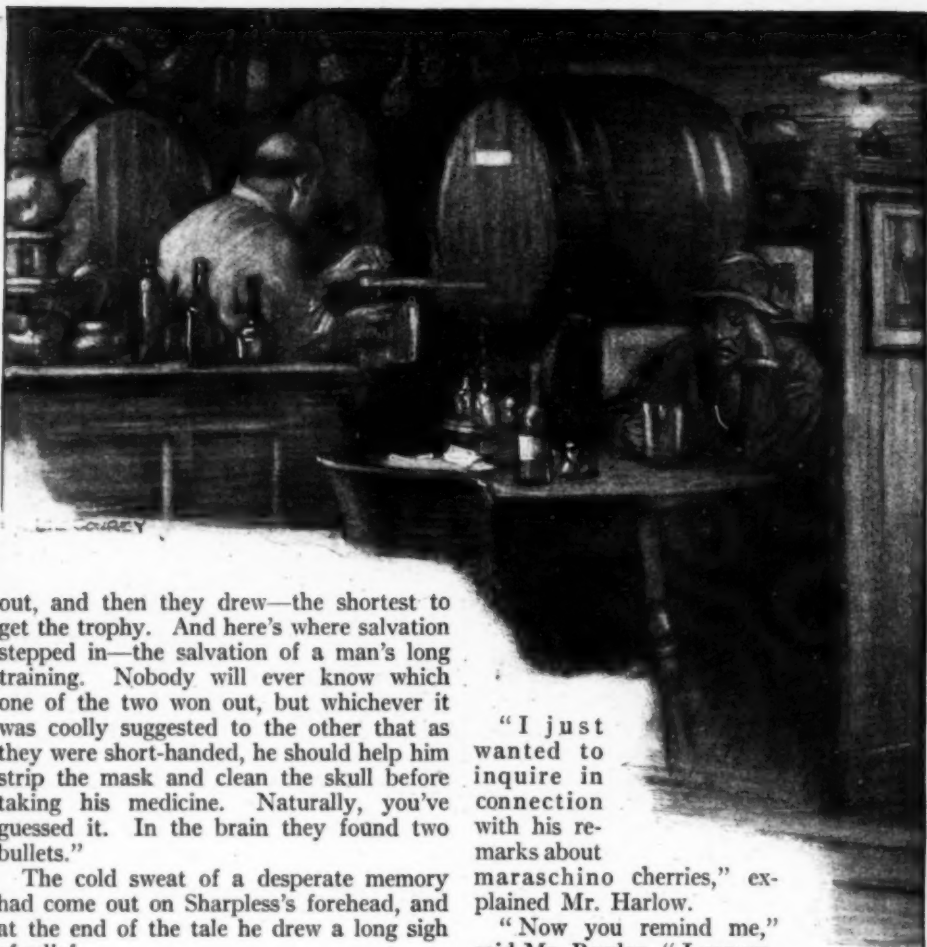 out, and then they drew—the shortest to
get the trophy. And here's where salvation
stepped in—the salvation of a man's long
training. Nobody will ever know which
one of the two won out, but whichever it
was coolly suggested to the other that as
they were short-handed, he should help him
strip the mask and clean the skull before
taking his medicine. Naturally, you've
guessed it. In the brain they found two
bullets."
The cold sweat of a desperate memory
had come out on Sharpless's forehead, and
at the end of the tale he drew a long sigh
"I just
wanted to
inquire in
connection
with his re-
marks about
maraschino cherries," ex-
plained Mr. Harlow.
"Now you remind me,"